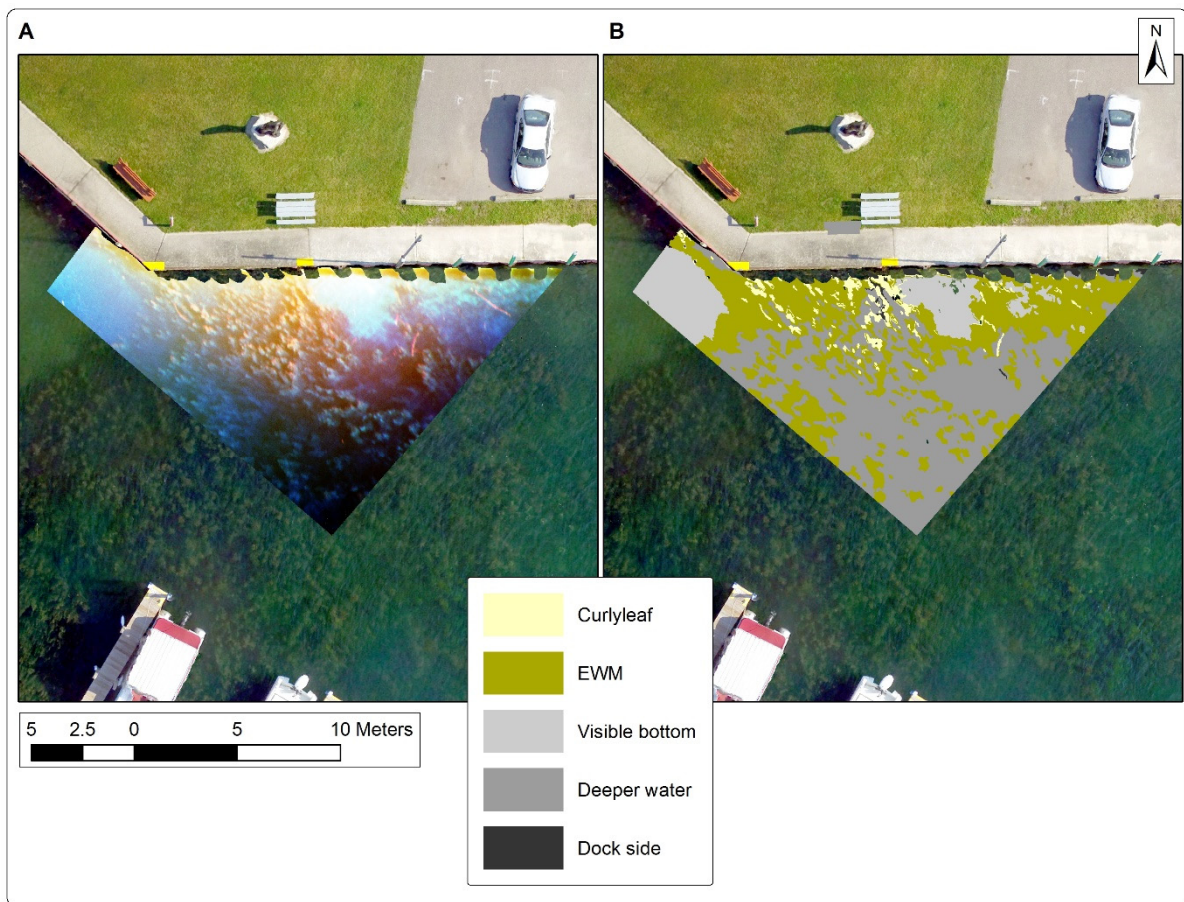 A
B
N
Curlyleaf
EWM
Visible bottom
Deeper water
Dock side
5 2.5 0 5 10 Meters